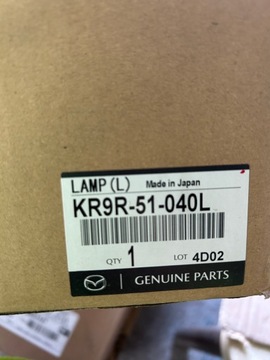 LAMP(L) Made in Japan
KR9R-51-040L
QTY 1 LOT 4D02
GENUINE PARTS